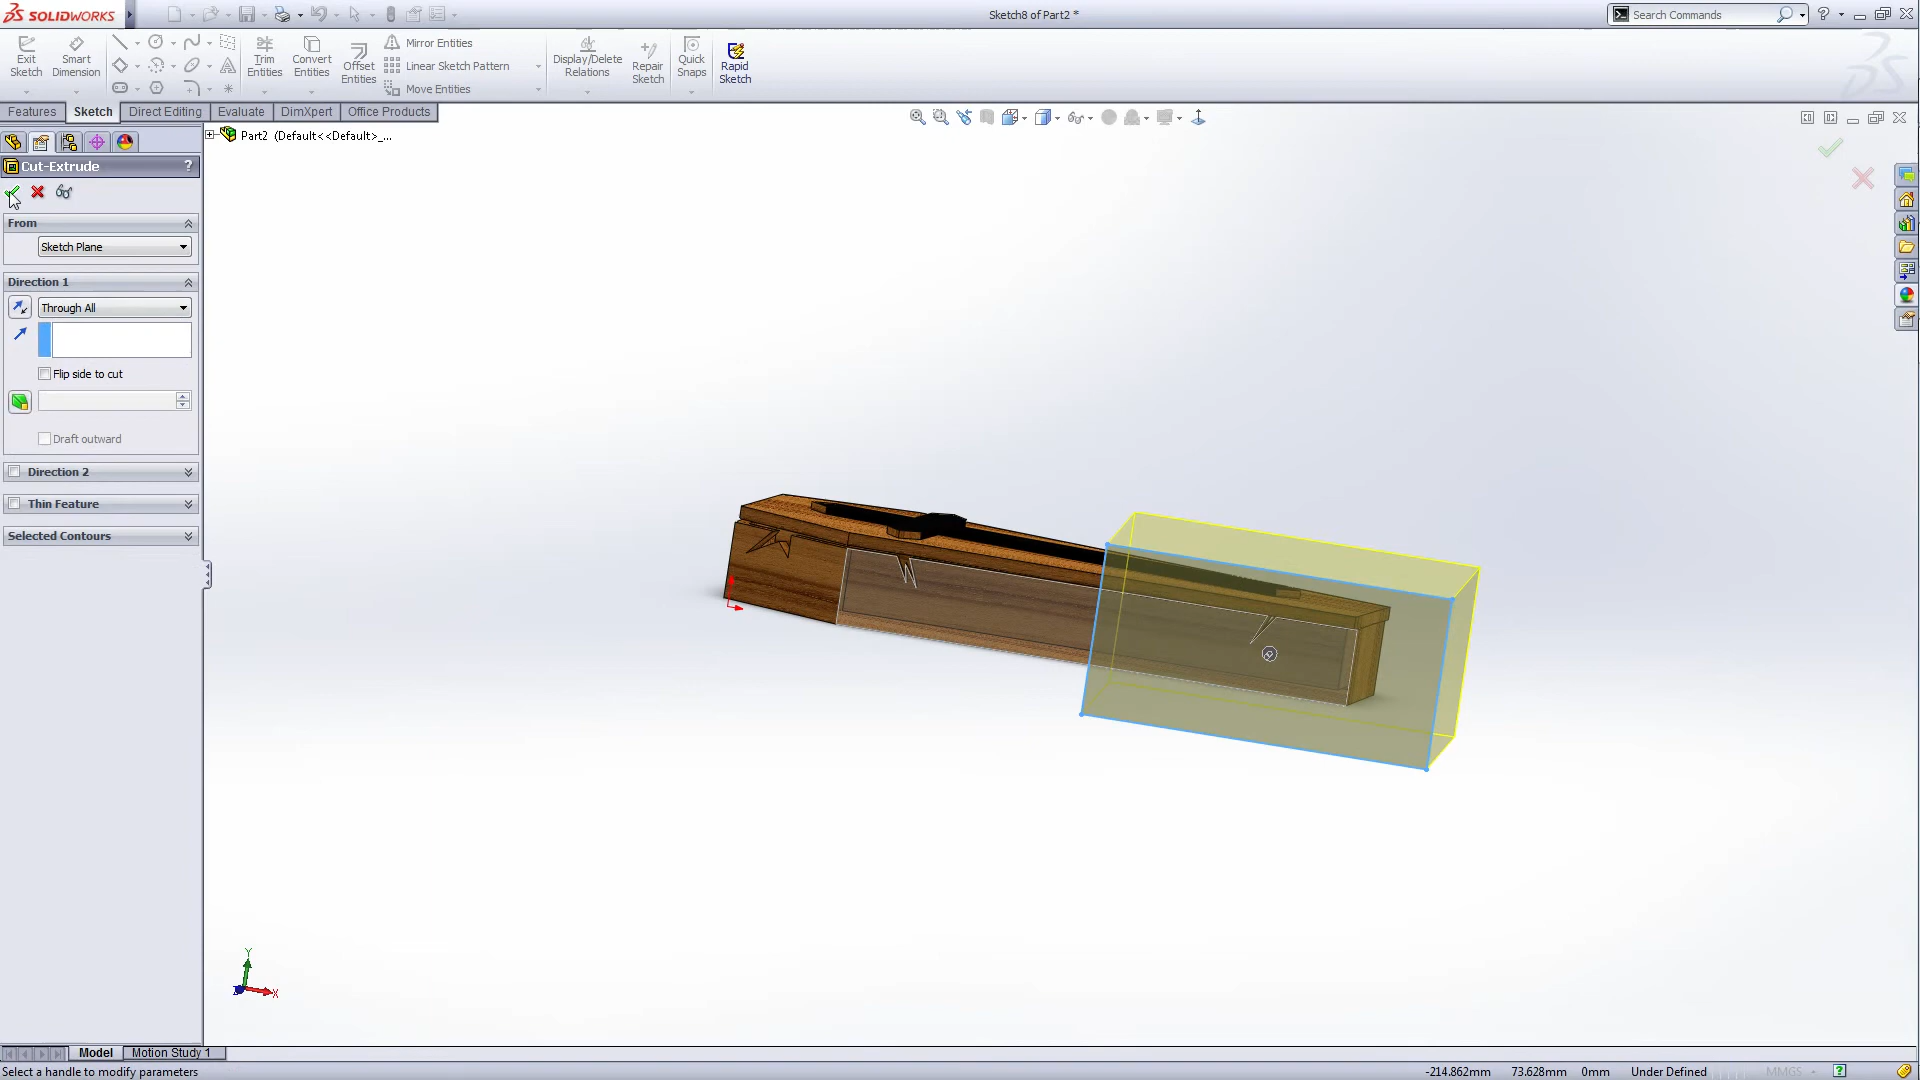 SOLIDWORKS
Sketch8 of Part2 *
Search Commands
Exit Sketch
Smart Dimension
Trim Entities
Convert Entities
Offset Entities
Mirror Entities
Linear Sketch Pattern
Move Entities
Display/Delete Relations
Repair Sketch
Quick Snaps
Rapid Sketch
Features
Sketch
Direct Editing
Evaluate
DimXpert
Office Products
Part2 (Default<<Default>_...
Cut-Extrude
?
From
Sketch Plane
Direction 1
Through All
Flip side to cut
Draft outward
Direction 2
Thin Feature
Selected Contours
Y
X
Z
Model
Motion Study 1
Select a handle to modify parameters
-214.862mm
73.628mm
0mm
Under Defined
MMGS